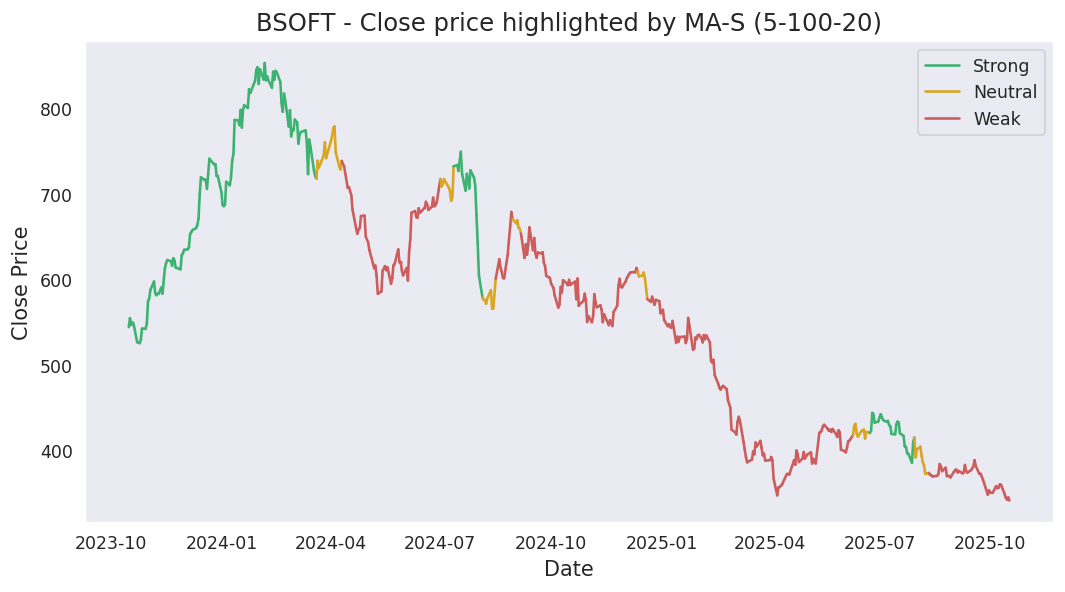 BSOFT - Close price highlighted by MA-S (5-100-20)
Strong
Neutral
Weak
Close Price
800
700
600
500
400
2023-10
2024-01
2024-04
2024-07
2024-10
2025-01
2025-04
2025-07
2025-10
Date